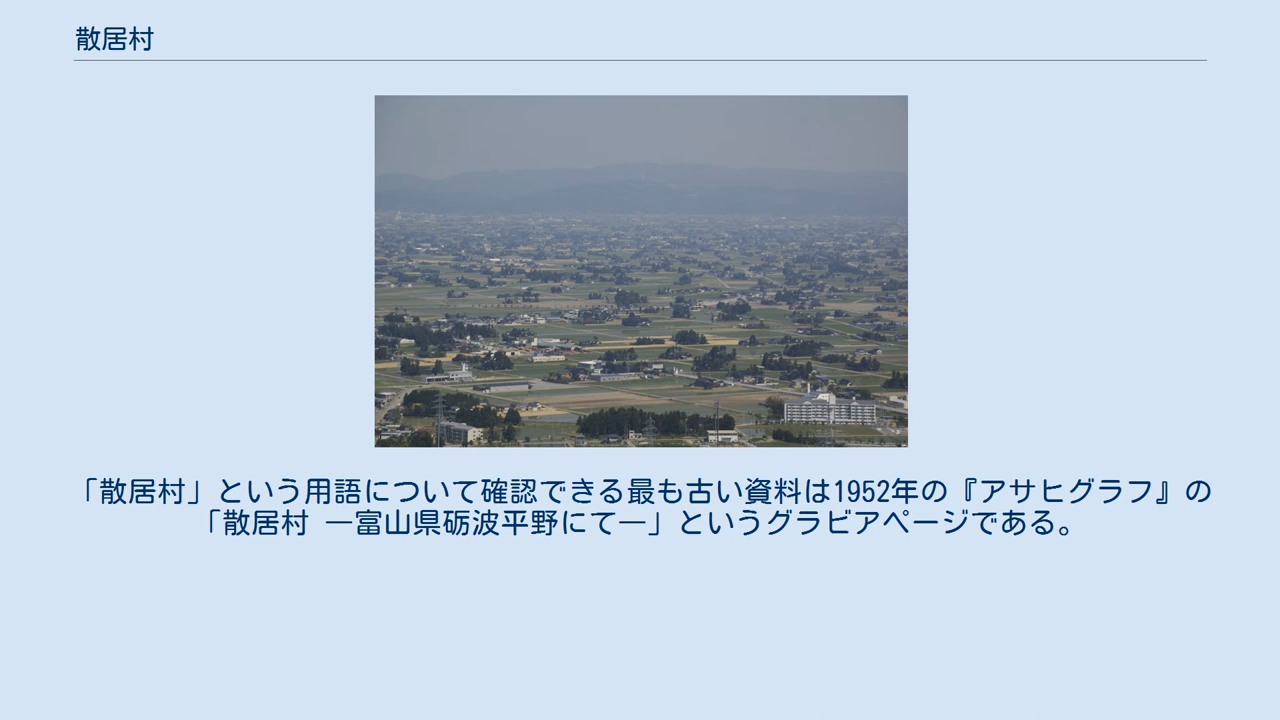 散居村
「散居村」という用語について確認できる最も古い資料は1952年の『アサヒグラフ』の
「散居村 ―富山県砺波平野にて―」というグラビアページである。